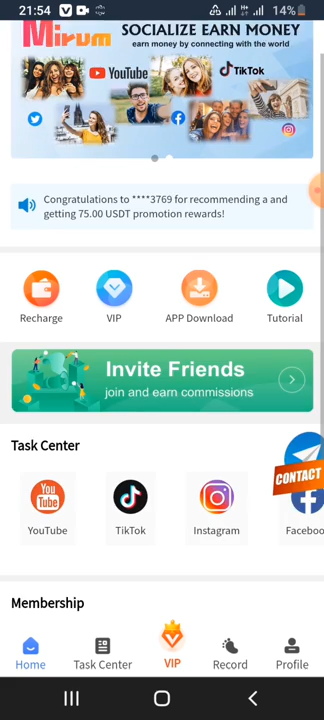 21:54
14%
Mirum
SOCIALIZE EARN MONEY
earn money by connecting with the world
YouTube
TikTok
Congratulations to ****3769 for recommending a and
getting 75.00 USDT promotion rewards!
Recharge
VIP
APP Download
Tutorial
Invite Friends
join and earn commissions
Task Center
CONTACT
You
Tube
YouTube
TikTok
Instagram
Faceboo
Membership
Home
Task Center
VIP
Record
Profile